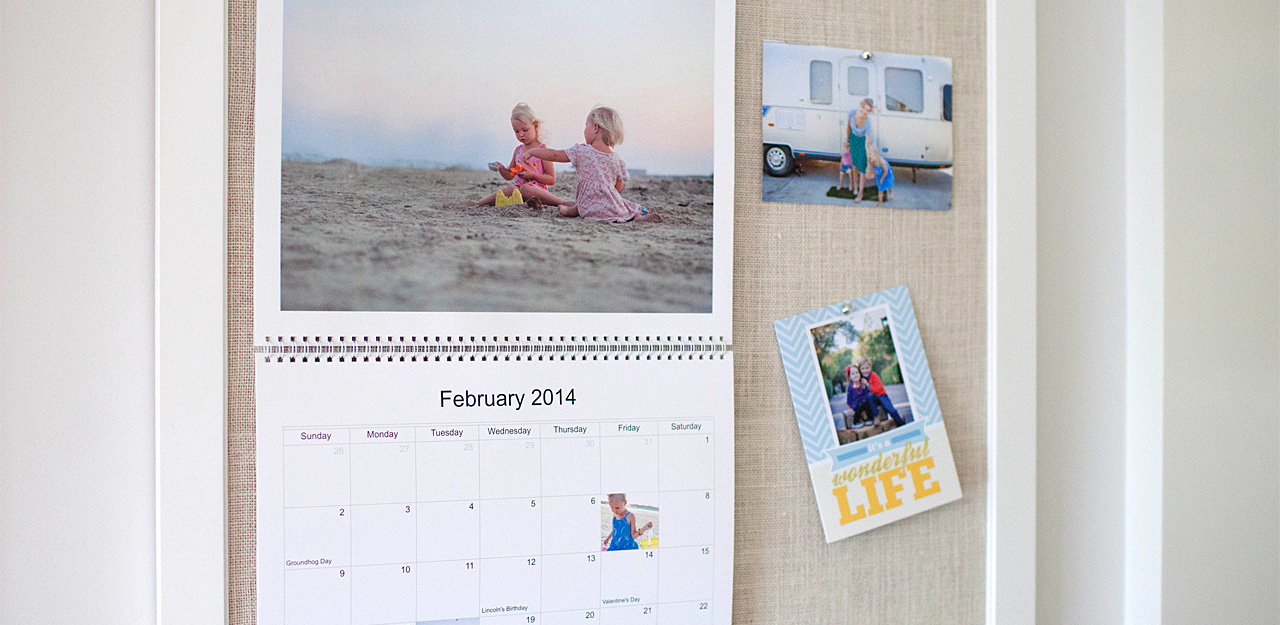 February 2014
Sunday Monday Tuesday Wednesday Thursday Friday Saturday
26 27 28 29 30 31 1
2 3 4 5 6 8
Groundhog Day
9 10 11 12 13 14 15
Lincoln's Birthday Valentine's Day
19 20 21 22
it's a
wonderful
LIFE